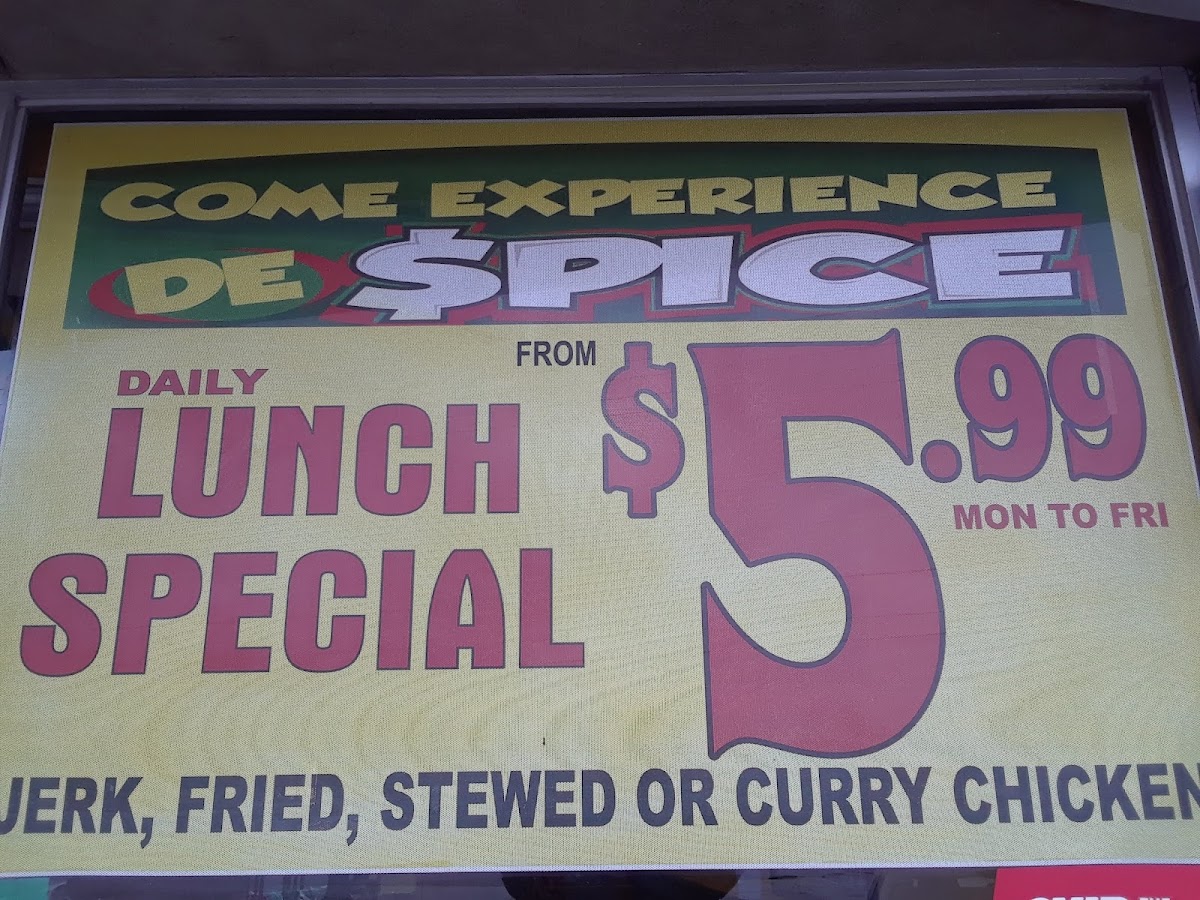 COME EXPERIENCE
DE $PICE
FROM
DAILY
LUNCH
SPECIAL
$5.99
MON TO FRI
JERK, FRIED, STEWED OR CURRY CHICKEN